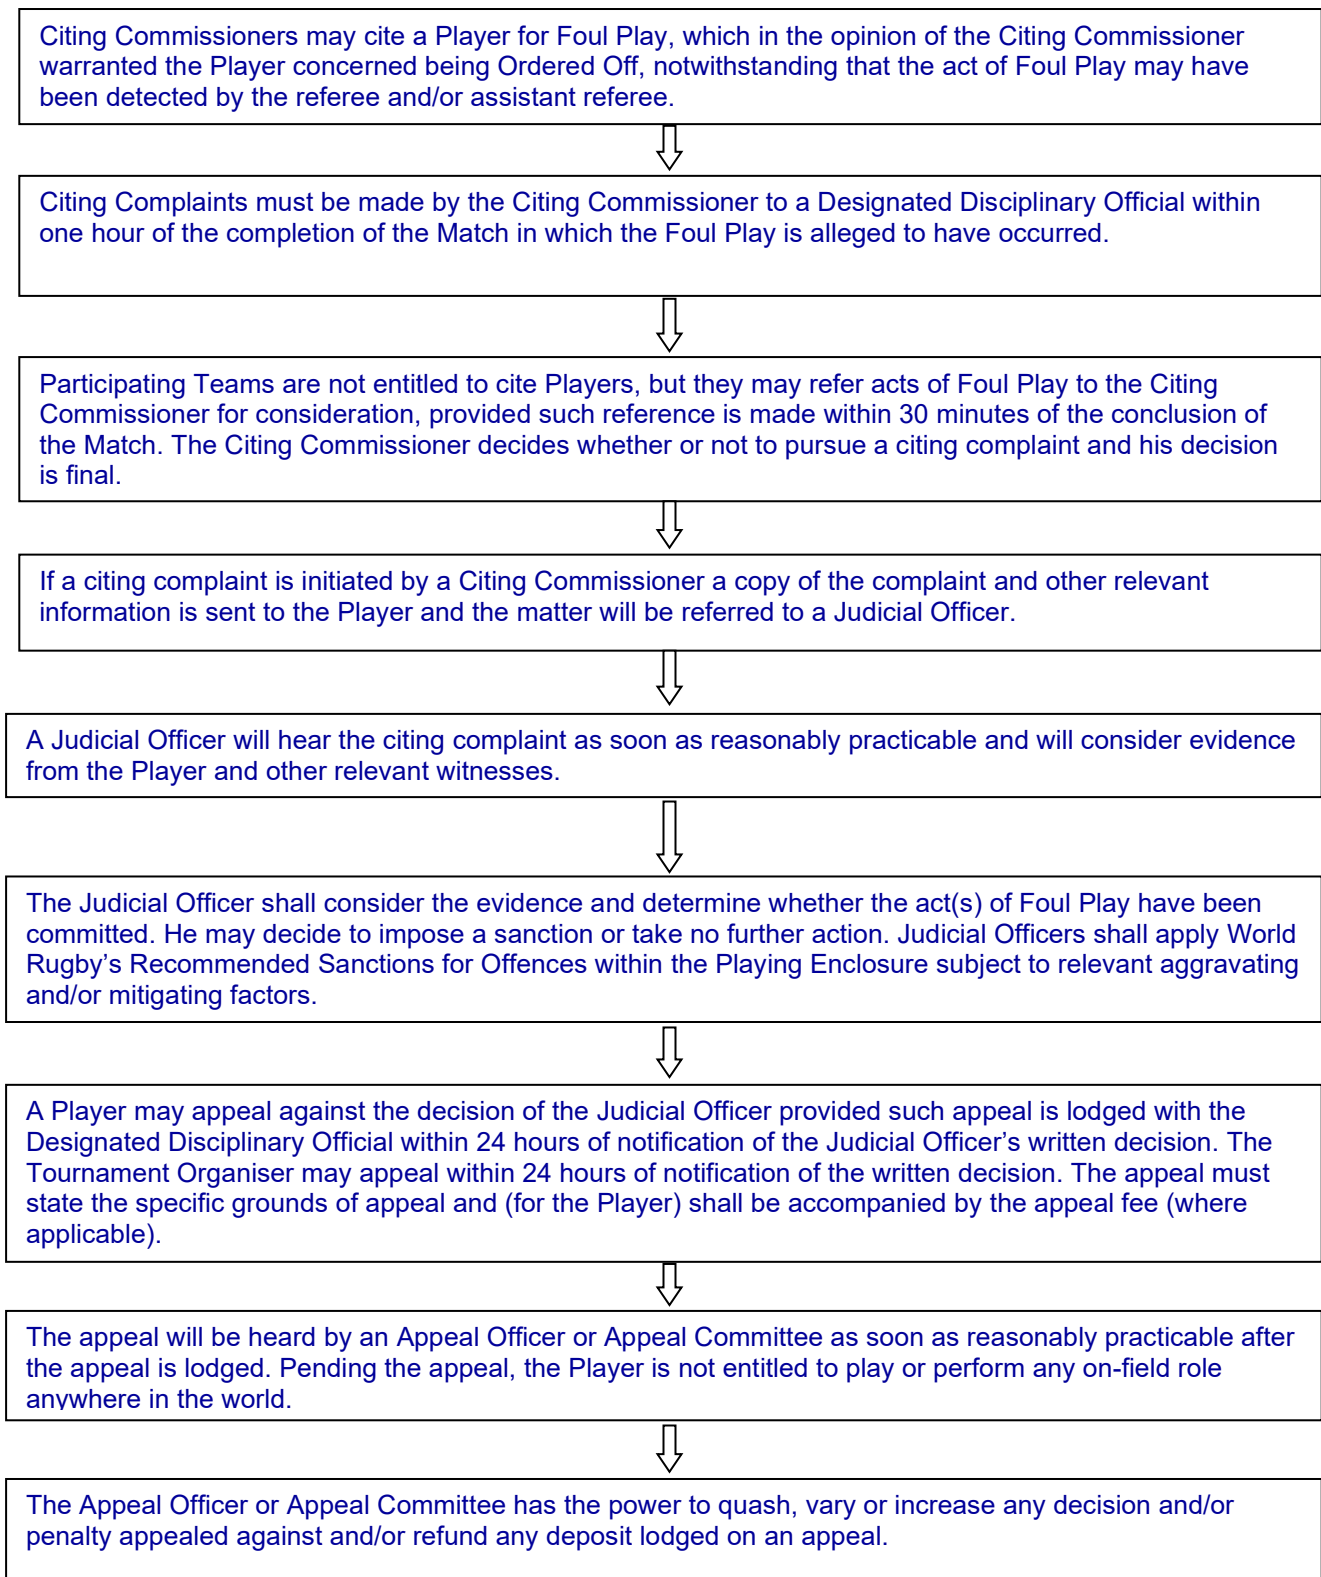 Citing Commissioners may cite a Player for Foul Play, which in the opinion of the Citing Commissioner
warranted the Player concerned being Ordered Off, notwithstanding that the act of Foul Play may have
been detected by the referee and/or assistant referee.
Citing Complaints must be made by the Citing Commissioner to a Designated Disciplinary Official within
one hour of the completion of the Match in which the Foul Play is alleged to have occurred.
Participating Teams are not entitled to cite Players, but they may refer acts of Foul Play to the Citing
Commissioner for consideration, provided such reference is made within 30 minutes of the conclusion of
the Match. The Citing Commissioner decides whether or not to pursue a citing complaint and his decision
is final.
If a citing complaint is initiated by a Citing Commissioner a copy of the complaint and other relevant
information is sent to the Player and the matter will be referred to a Judicial Officer.
A Judicial Officer will hear the citing complaint as soon as reasonably practicable and will consider evidence
from the Player and other relevant witnesses.
The Judicial Officer shall consider the evidence and determine whether the act(s) of Foul Play have been
committed. He may decide to impose a sanction or take no further action. Judicial Officers shall apply World
Rugby's Recommended Sanctions for Offences within the Playing Enclosure subject to relevant aggravating
and/or mitigating factors.
A Player may appeal against the decision of the Judicial Officer provided such appeal is lodged with the
Designated Disciplinary Official within 24 hours of notification of the Judicial Officer's written decision. The
Tournament Organiser may appeal within 24 hours of notification of the written decision. The appeal must
state the specific grounds of appeal and (for the Player) shall be accompanied by the appeal fee (where
applicable).
The appeal will be heard by an Appeal Officer or Appeal Committee as soon as reasonably practicable after
the appeal is lodged. Pending the appeal, the Player is not entitled to play or perform any on-field role
anywhere in the world.
The Appeal Officer or Appeal Committee has the power to quash, vary or increase any decision and/or
penalty appealed against and/or refund any deposit lodged on an appeal.